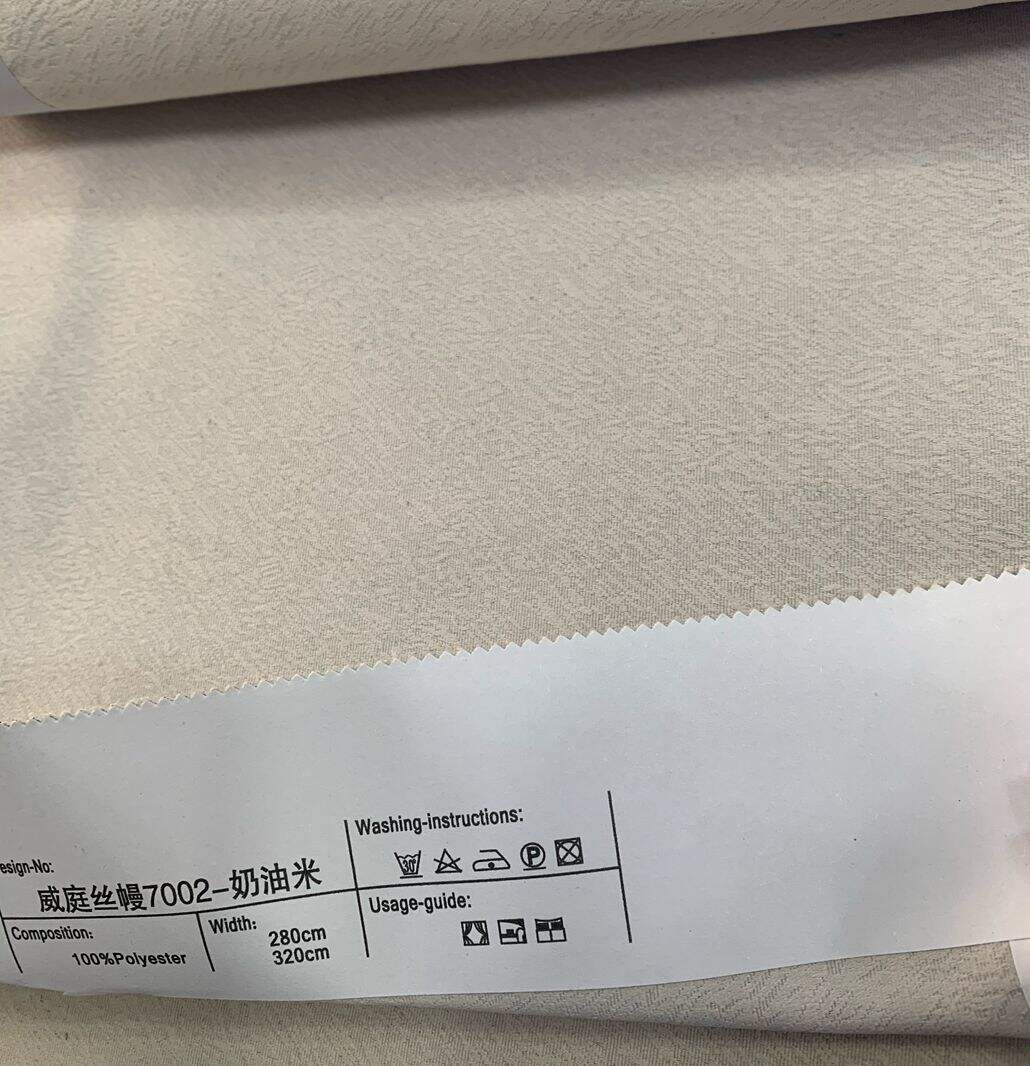 esign-No:
威庭丝幔7002-奶油米
Composition:
100%Polyester
Width:
280cm
320cm
Washing-instructions:
30°
P
Usage-guide: